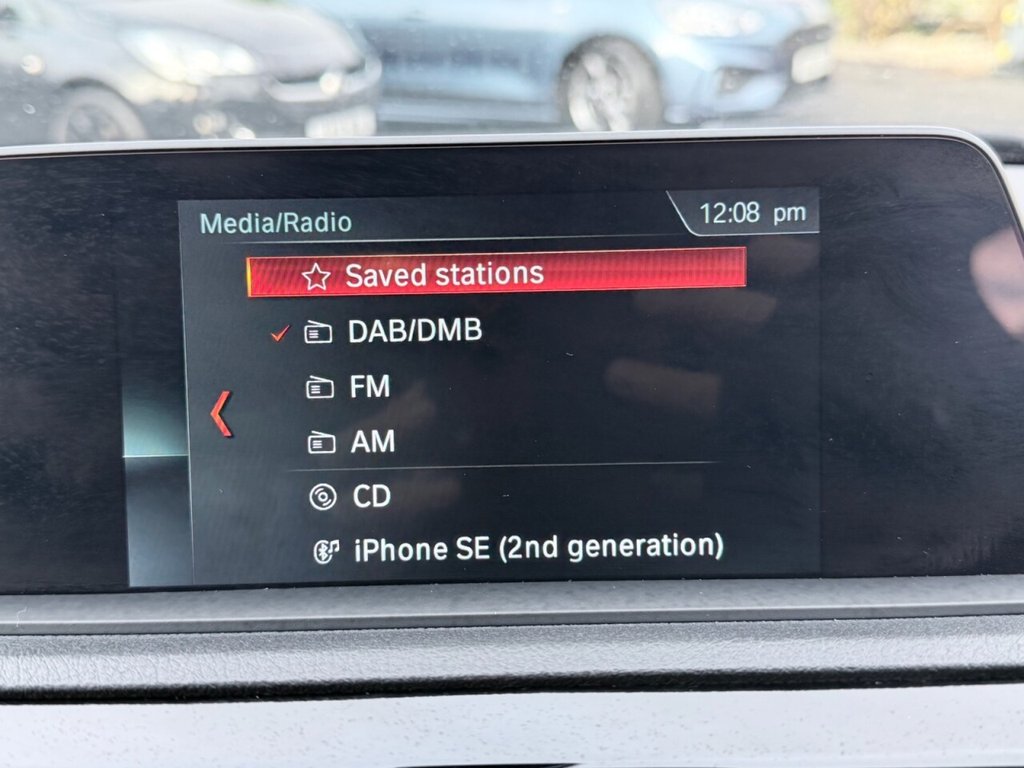 Media/Radio
12:08 pm
Saved stations
DAB/DMB
FM
AM
CD
iPhone SE (2nd generation)